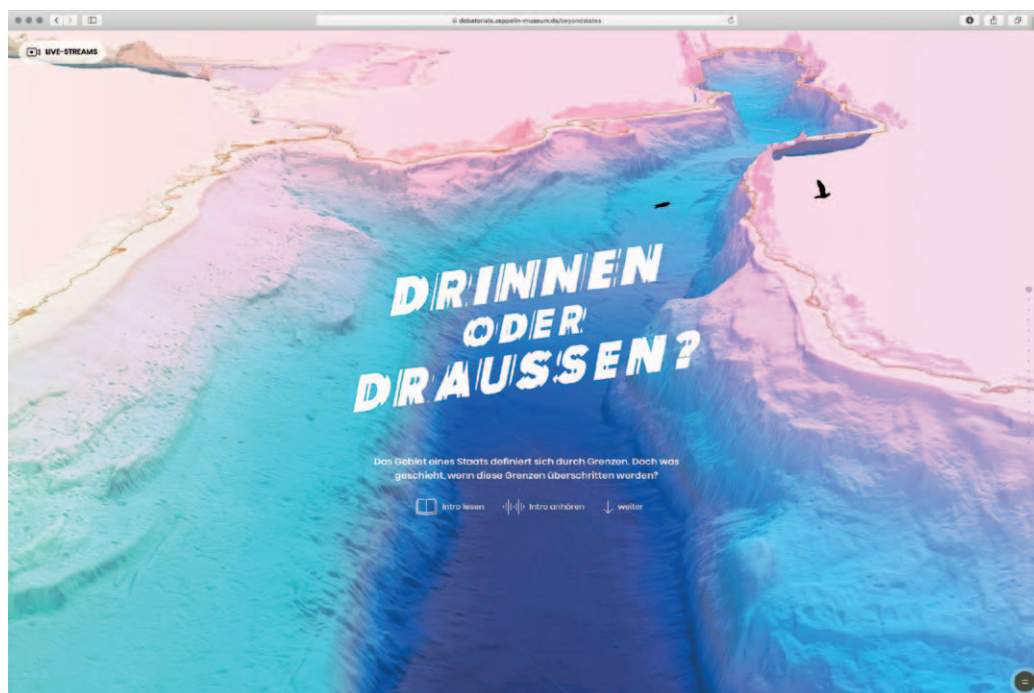 debatorials.zeppelin-museum.de/beyondstates
LIVE-STREAMS
DRINNEN
ODER
DRAUSSEN?
Das Gebiet eines Staats definiert sich durch Grenzen. Doch was
geschieht, wenn diese Grenzen überschritten werden?
Intro lesen Intro anhören weiter